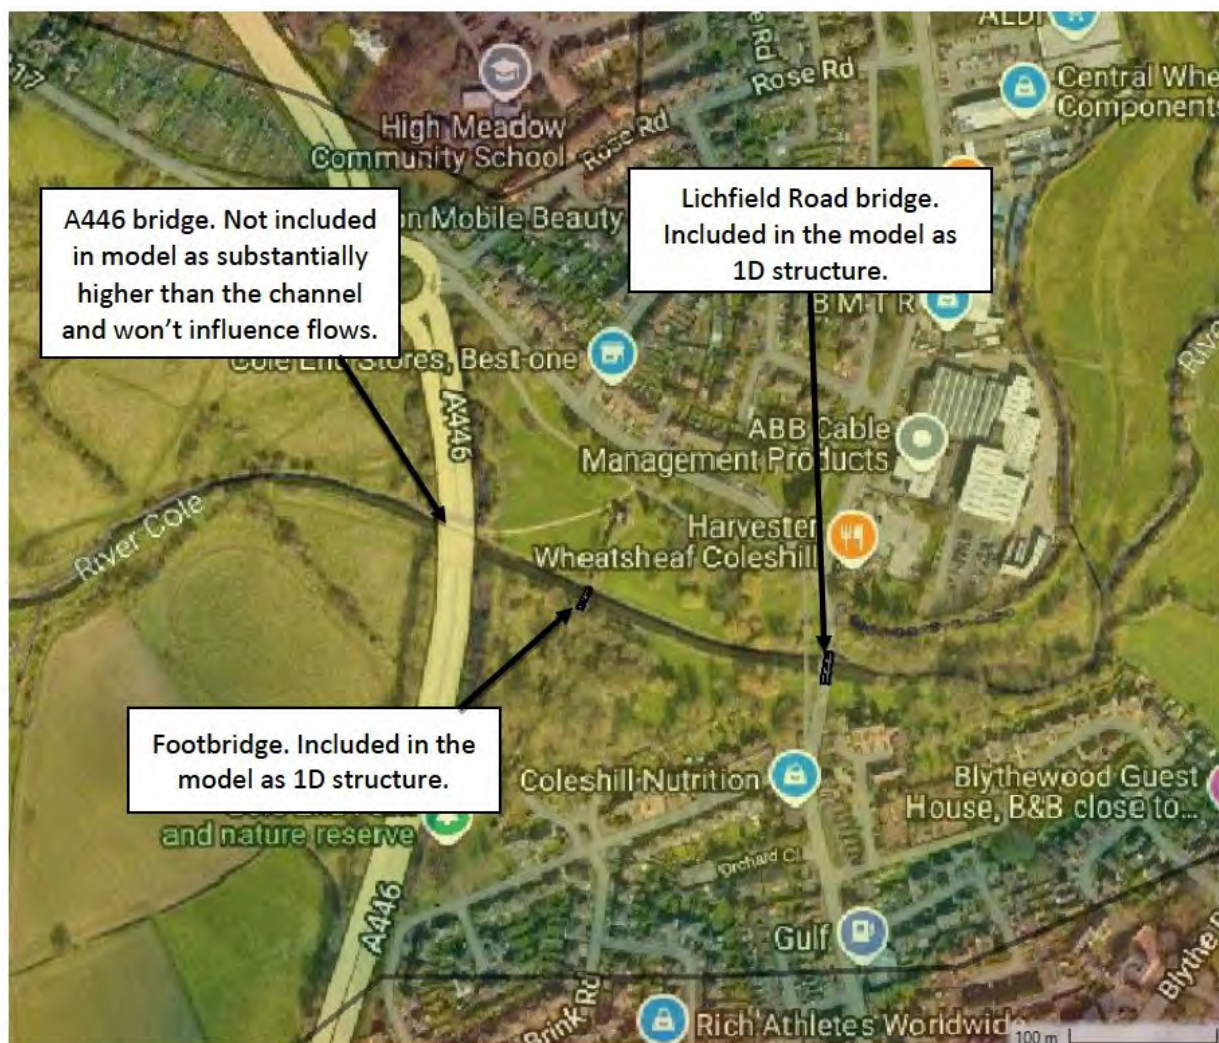 ALDI
Rose Rd
Central Whe
Components
High Meadow
Community School
Rose Rd
A446 bridge. Not included
in model as substantially
higher than the channel
and won’t influence flows.
on Mobile Beauty
Lichfield Road bridge.
Included in the model as
1D structure.
B M T R
Cole End Stores, Best-one
A446
ABB Cable
Management Products
River Cole
Harvester
Wheatsheaf Coleshill
Footbridge. Included in the
model as 1D structure.
and nature reserve
Coleshill Nutrition
Blythewood Guest
House, B&B close to...
Orchard Cl
A446
Gulf
Brink Rd
Rich Athletes Worldwid
100 m